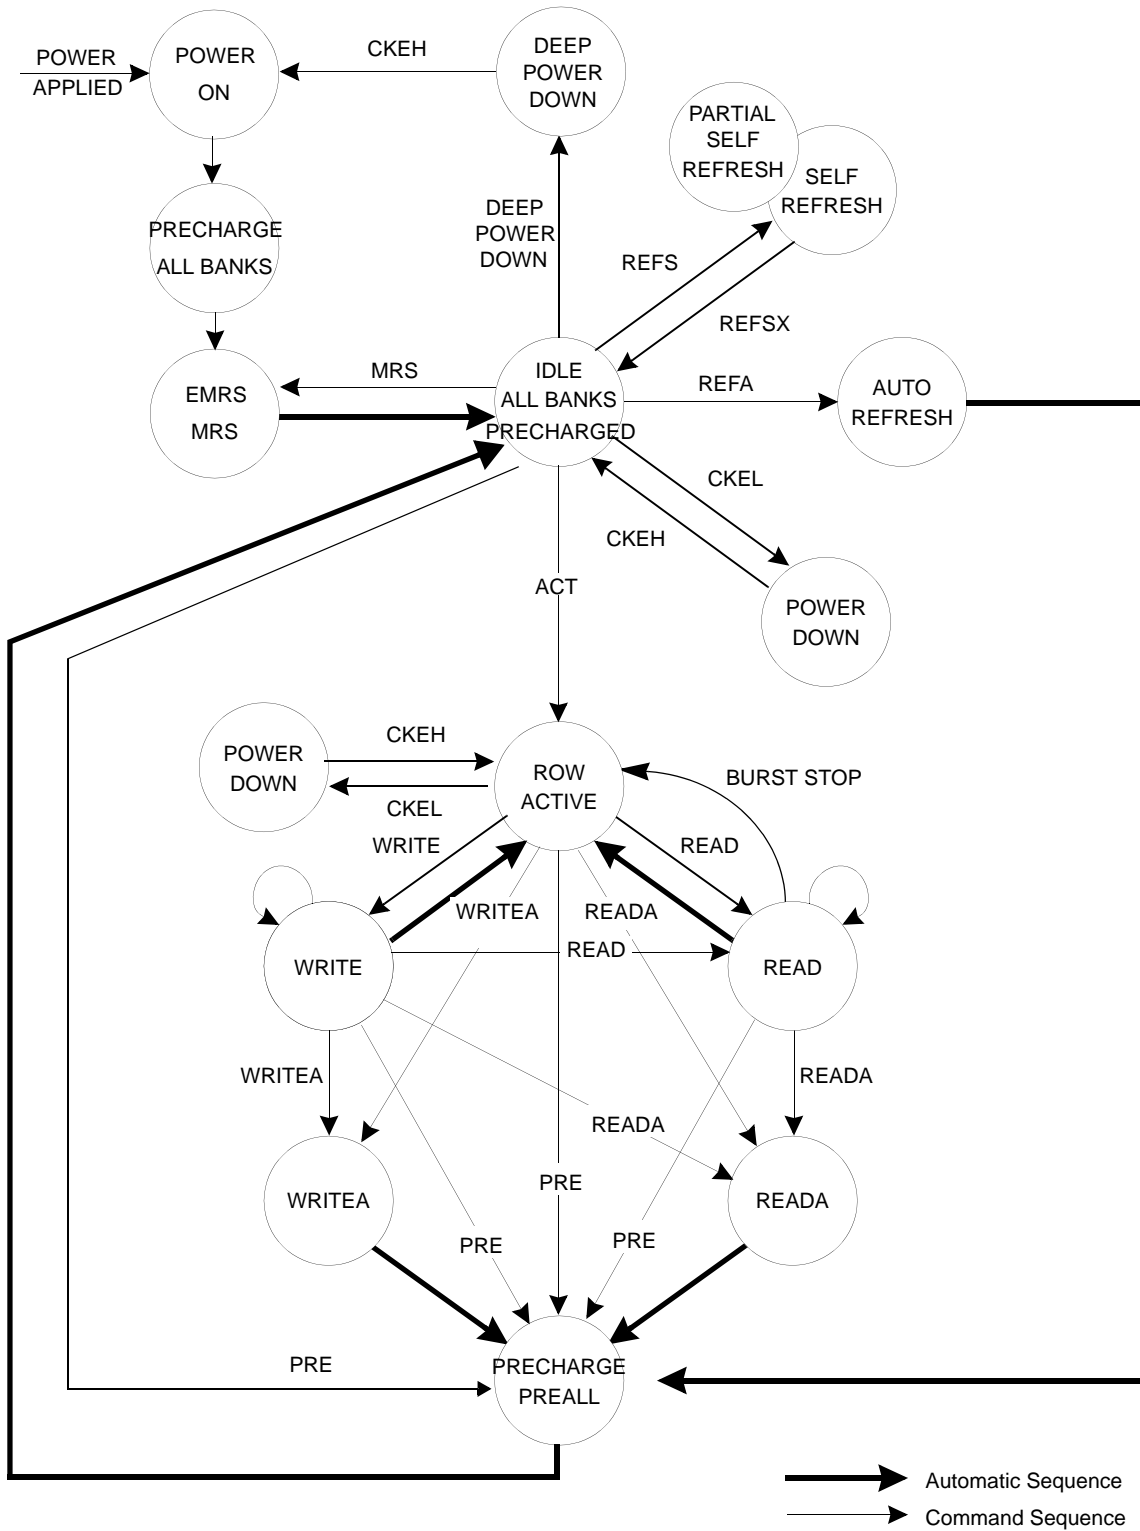 POWER
APPLIED
POWER
ON
CKEH
DEEP
POWER
DOWN
PARTIAL
SELF
REFRESH
SELF
REFRESH
PRECHARGE
ALL BANKS
DEEP
POWER
DOWN
REFS
REFSX
EMRS
MRS
MRS
IDLE
ALL BANKS
PRECHARGED
REFA
AUTO
REFRESH
CKEL
CKEH
ACT
POWER
DOWN
POWER
DOWN
CKEH
CKEL
ROW
ACTIVE
BURST STOP
WRITE
READ
WRITEA
READA
WRITE
READ
READ
WRITEA
READA
READA
WRITEA
PRE
READA
PRE
PRE
PRE
PRECHARGE
PREALL
Automatic Sequence
Command Sequence